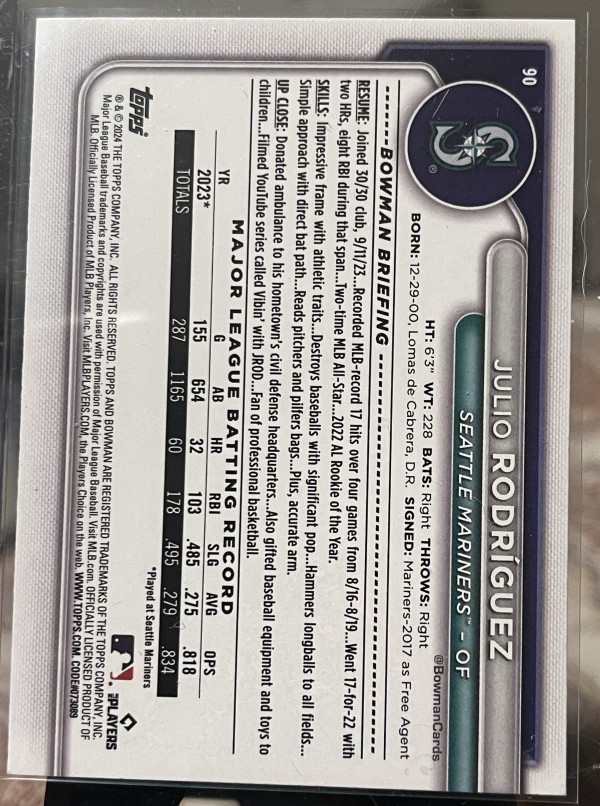 90
JULIO RODRÍGUEZ
SEATTLE MARINERS™ - OF
@BowmanCards
HT: 6'3" WT: 228 BATS: Right THROWS: Right
BORN: 12-29-00, Lomas de Cabrera, D.R. SIGNED: Mariners-2017 as Free Agent
S
®
BOWMAN BRIEFING
RESUME: Joined 30/30 club, 9/11/23...Recorded MLB-record 17 hits over four games from 8/16-8/19...Went 17-for-22 with
two HRs, eight RBI during that span...Two-time MLB All-Star...2022 AL Rookie of the Year.
SKILLS: Impressive frame with athletic traits...Destroys baseballs with significant pop...Hammers longballs to all fields...
Simple approach with direct bat path...Reads pitchers and pilfers bags...Plus, accurate arm.
UP CLOSE: Donated ambulance to his hometown's civil defense headquarters...Also gifted baseball equipment and toys to
children...Filmed YouTube series called Vibin' with JROD...Fan of professional basketball.
MAJOR LEAGUE BATTING RECORD
YR G AB HR RBI SLG AVG OPS
2023* 155 654 32 103 .485 .275 .818
TOTALS 287 1165 60 178 .495 .279 .834
*Played at Seattle Mariners
topps
® & © 2024 THE TOPPS COMPANY, INC. ALL RIGHTS RESERVED. TOPPS AND BOWMAN ARE REGISTERED TRADEMARKS OF THE TOPPS COMPANY, INC.
Major League Baseball trademarks and copyrights are used with permission of Major League Baseball. Visit MLB.com. OFFICIALLY LICENSED PRODUCT OF
MLB. Officially Licensed Product of MLB Players, Inc. Visit MLBPLAYERS.COM, the Players Choice on the web. WWW.TOPPS.COM. CODE#073089
MLB PLAYERS